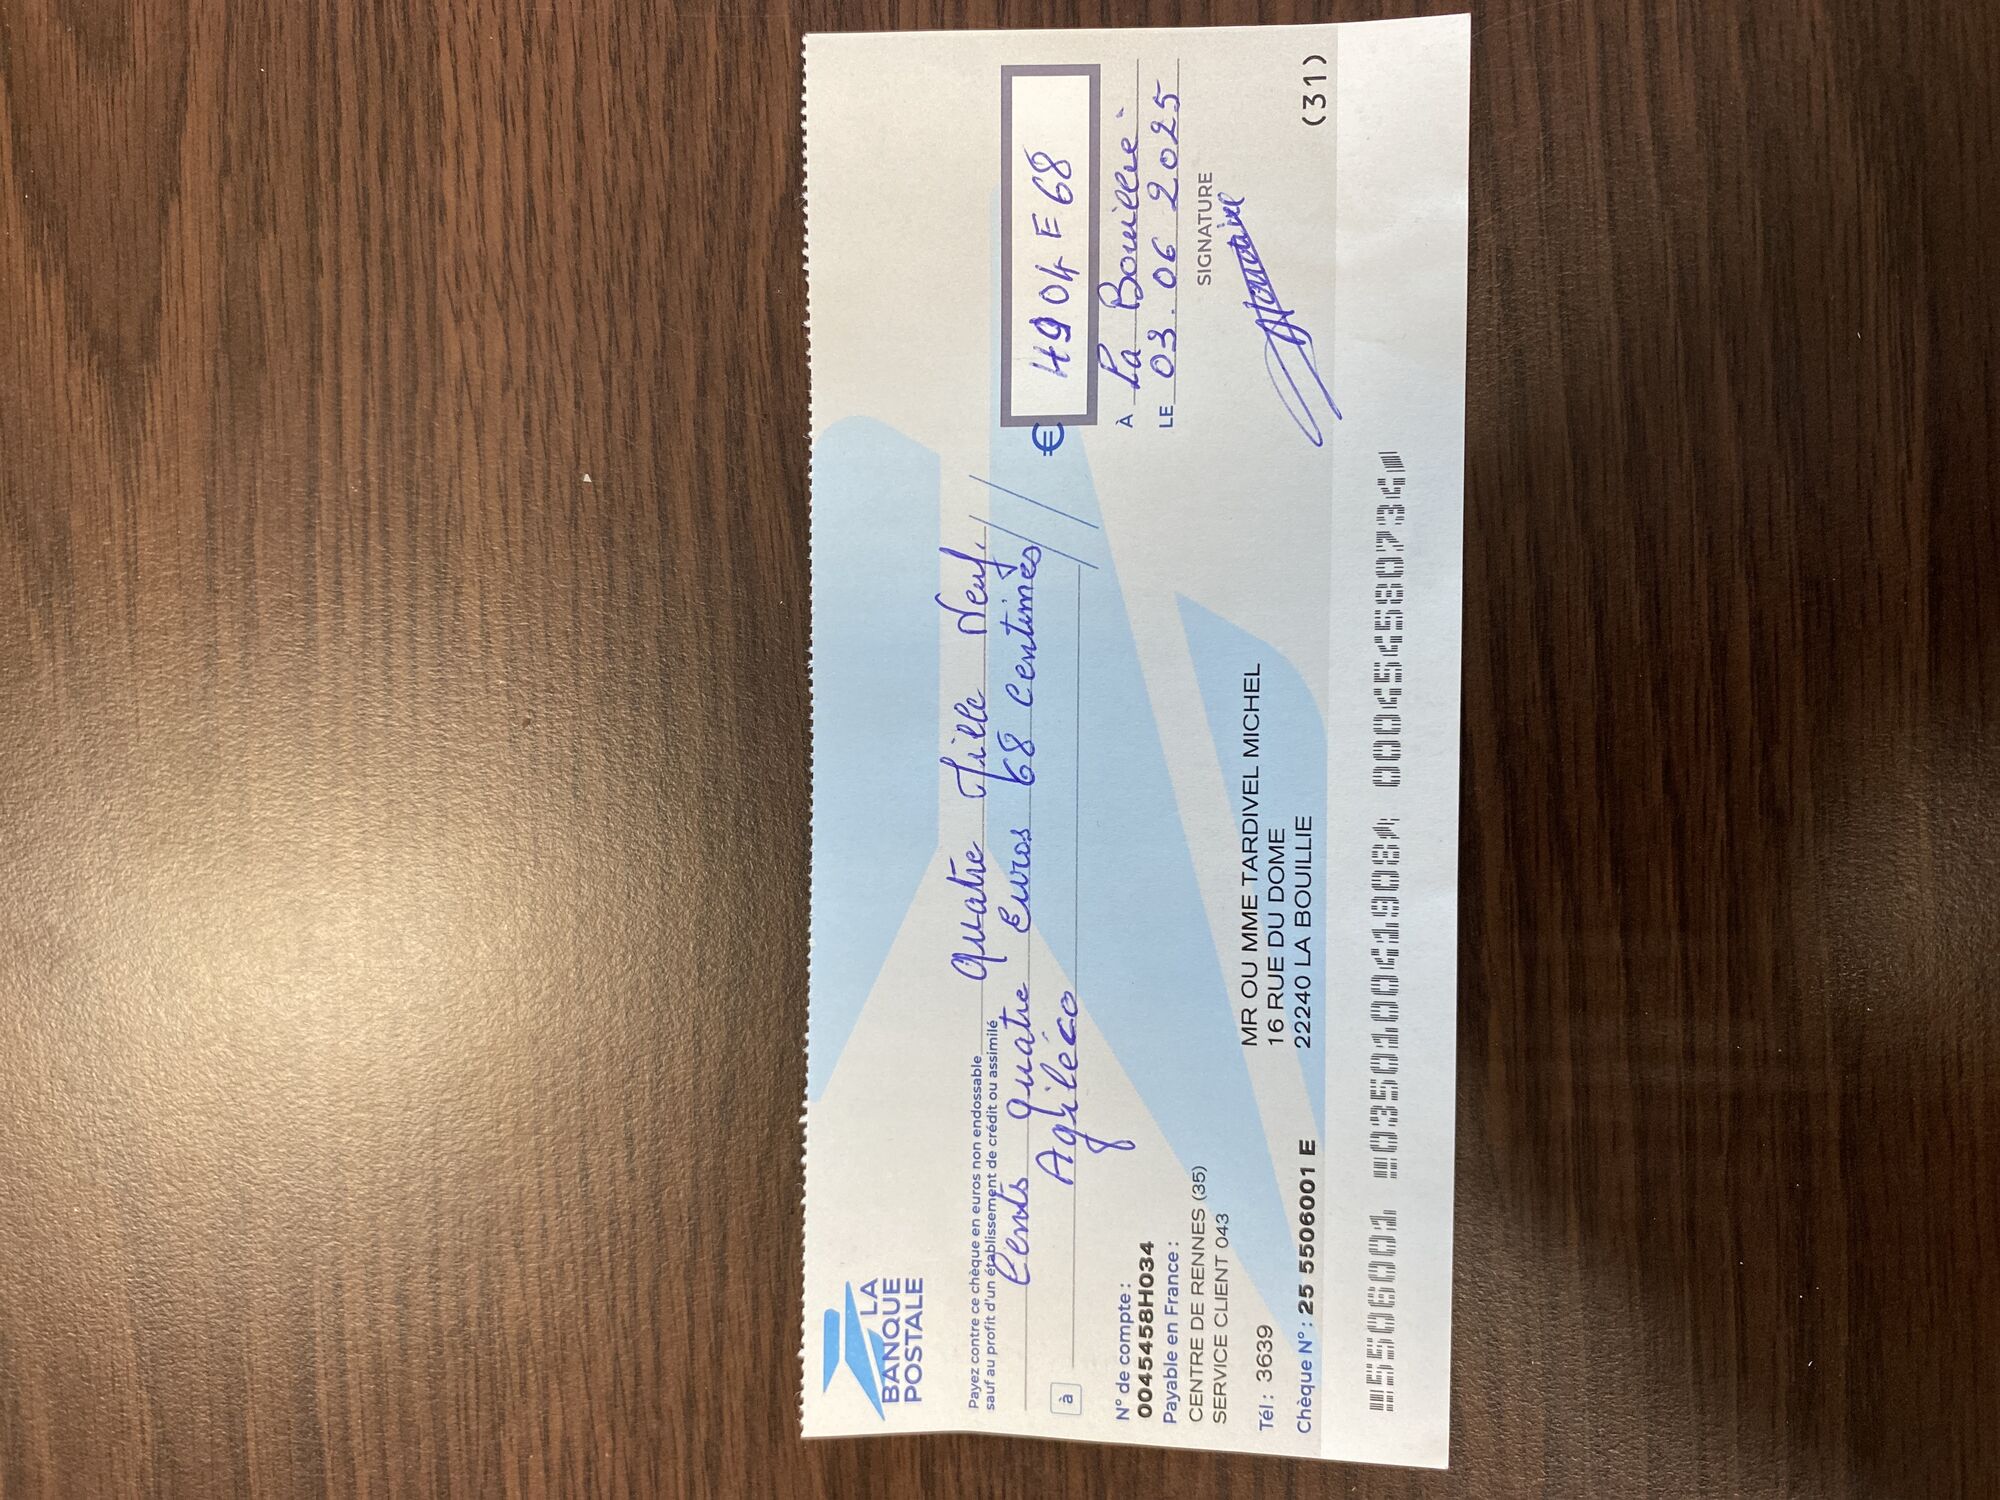 LA
BANQUE
POSTALE
Payez contre ce chèque en euros non endossable
sauf au profit d'un établissement de crédit ou assimilé
Quatre Mille Neuf
Cents Quatre Euros 68 Centimes
à Agiléco
€ 4904 E 68
À La Bouillie
LE 03.06 2025
SIGNATURE
N° de compte :
0045458H034
Payable en France :
CENTRE DE RENNES (35)
SERVICE CLIENT 043
Tél : 3639
Chèque N° : 25 5506001 E
MR OU MME TARDIVEL MICHEL
16 RUE DU DOME
22240 LA BOUILLIE
(31)